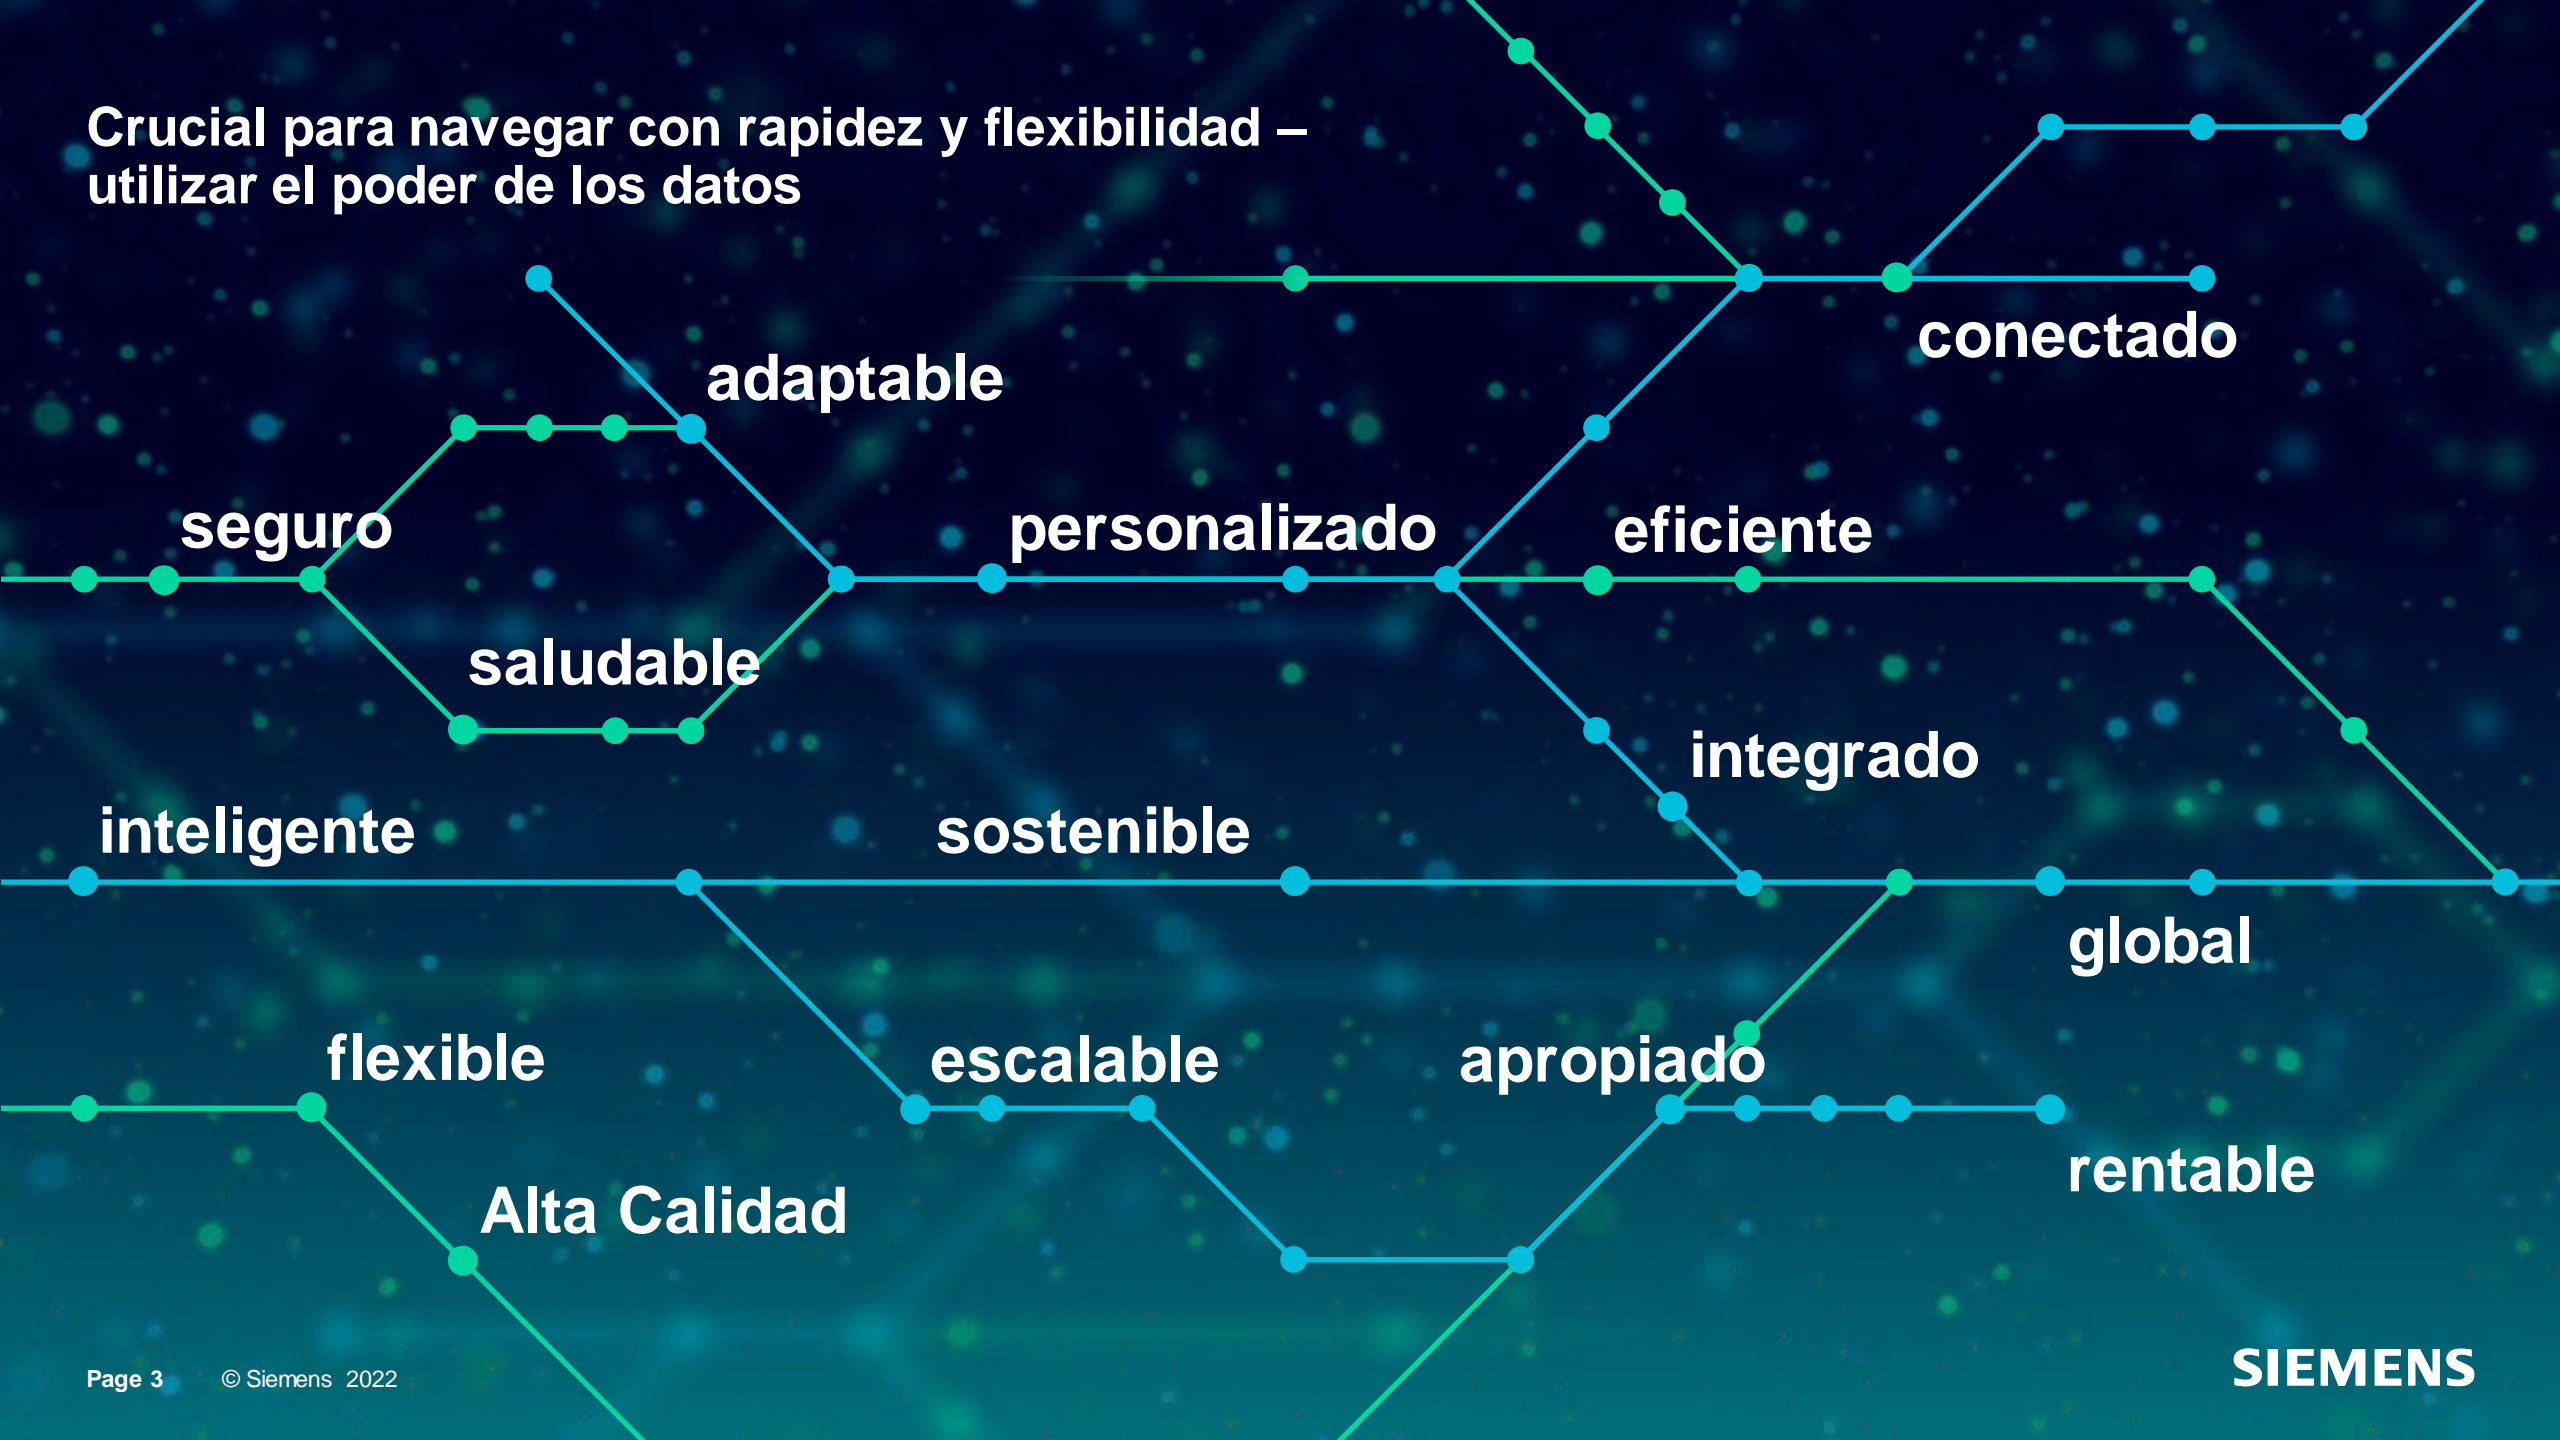 Crucial para navegar con rapidez y flexibilidad –
utilizar el poder de los datos
conectado
adaptable
seguro
personalizado
eficiente
saludable
integrado
inteligente
sostenible
global
flexible
escalable
apropiado
rentable
Alta Calidad
Page 3 © Siemens 2022
SIEMENS